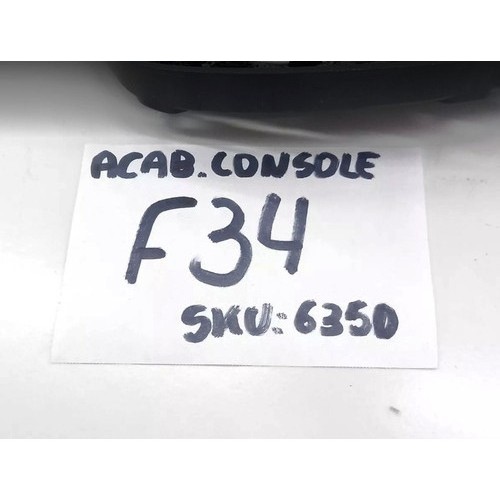 ACAB. CONSOLE
F34
SKU: 6350